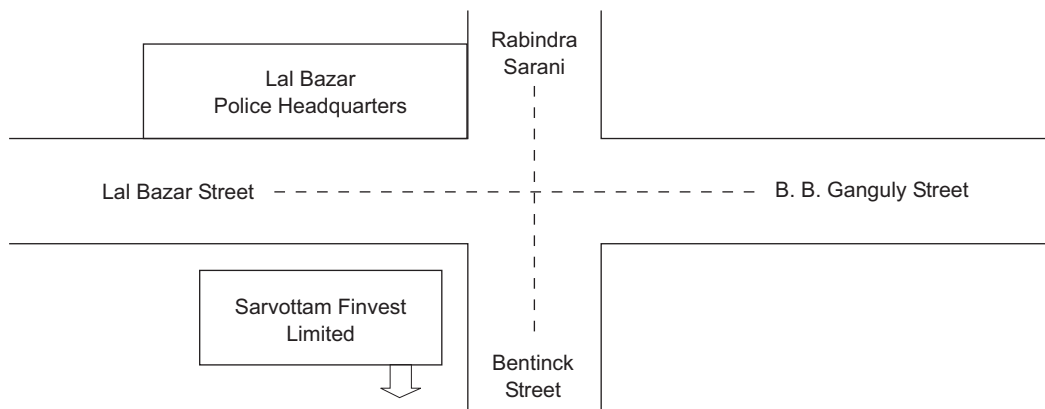 Rabindra
Sarani
Lal Bazar
Police Headquarters
Lal Bazar Street
B. B. Ganguly Street
Sarvottam Finvest
Limited
Bentinck
Street